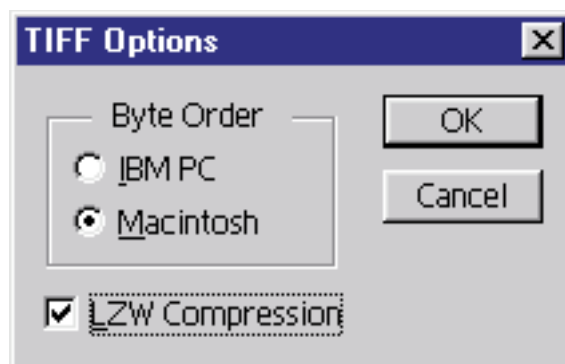 TIFF Options
Byte Order
IBM PC
Macintosh
LZW Compression
OK
Cancel